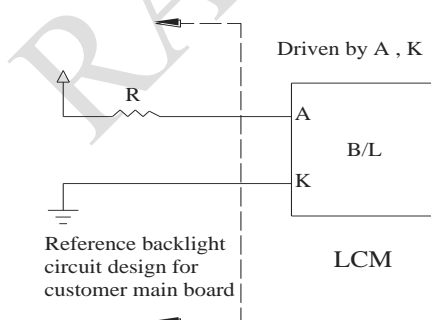 Driven by A , K
R
A
B/L
K
Reference backlight
circuit design for
customer main board
LCM